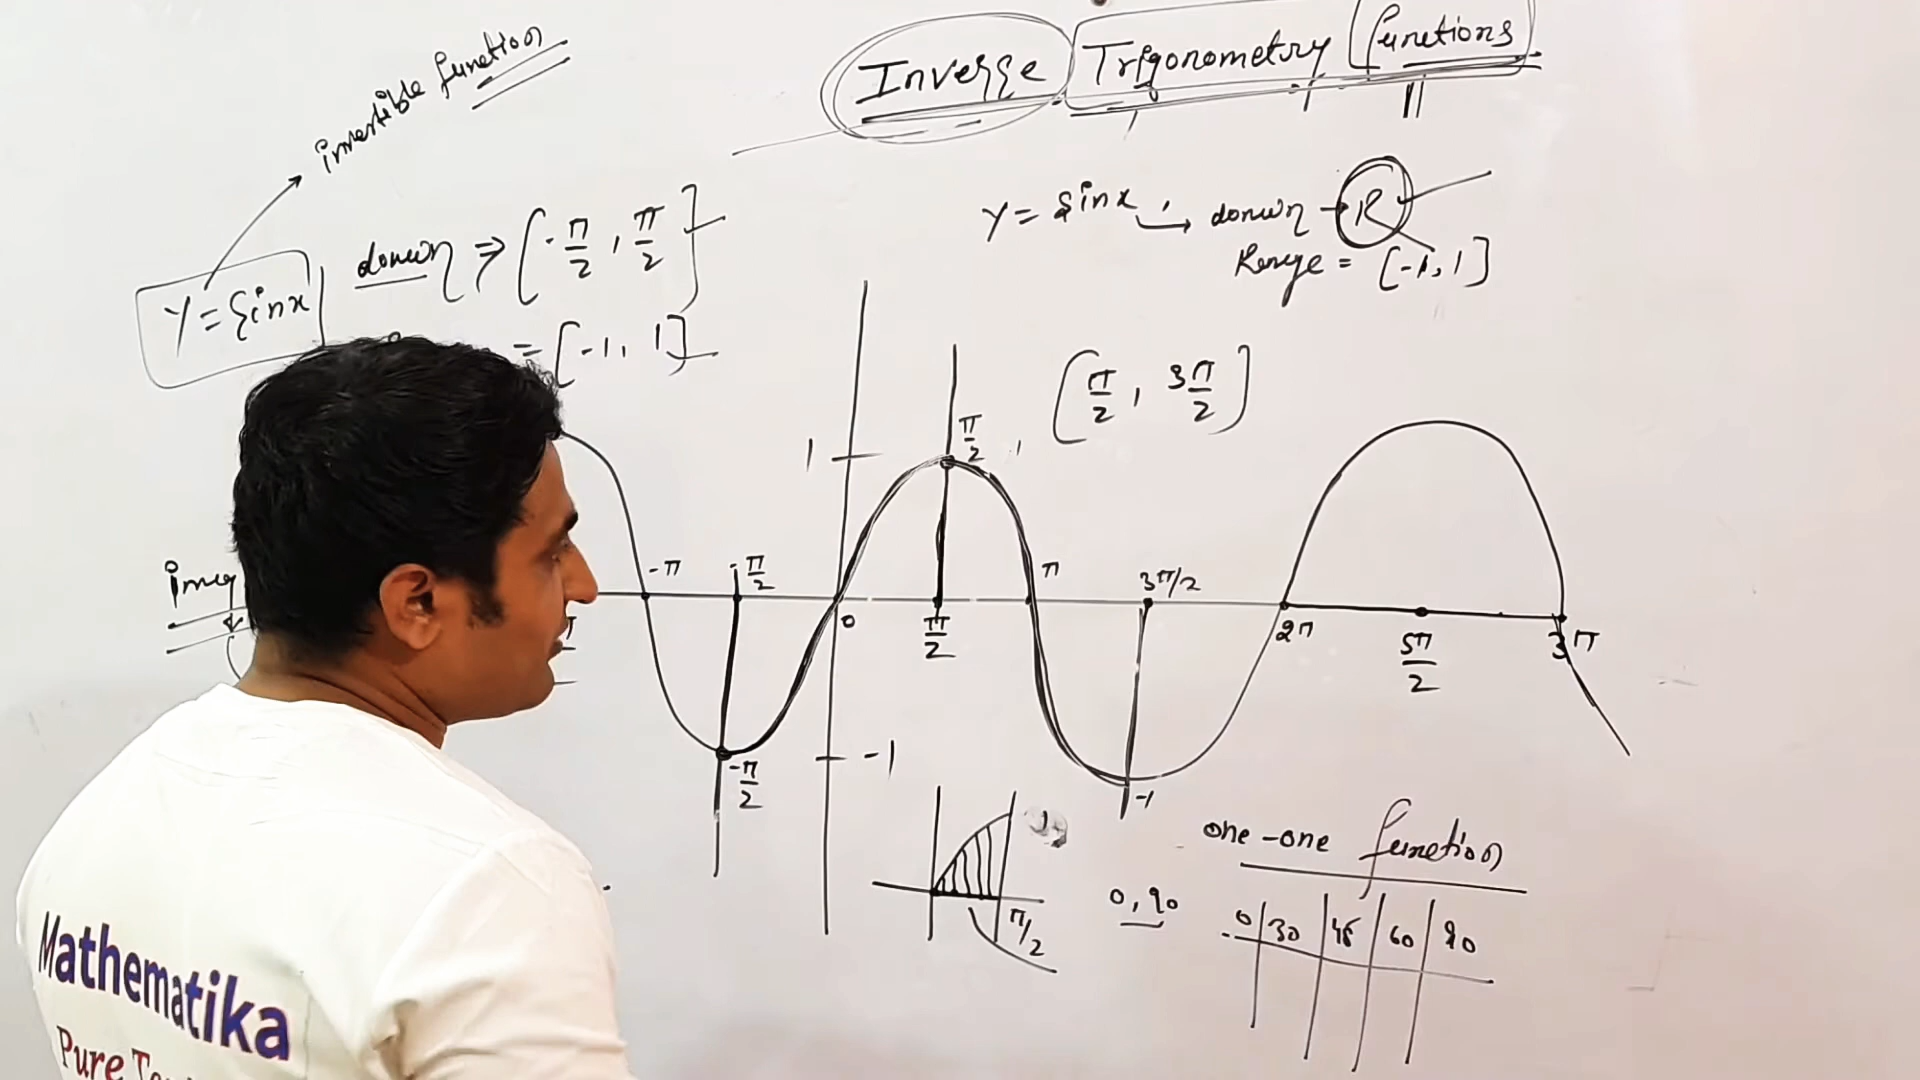 Inverse Trigonometry functions
invertible function
y = sinx, domain → R
Range = [-1, 1]
y = sinx domain ⇒ [-π/2, π/2]
= [-1, 1]
[π/2, 3π/2]
1
π/2
-π
-π/2
0
π/2
π
3π/2
2π
5π/2
3π
-π/2
-1
-1
π/2
0, 90
one-one function
0 30 45 60 90
Mathematika
Pure